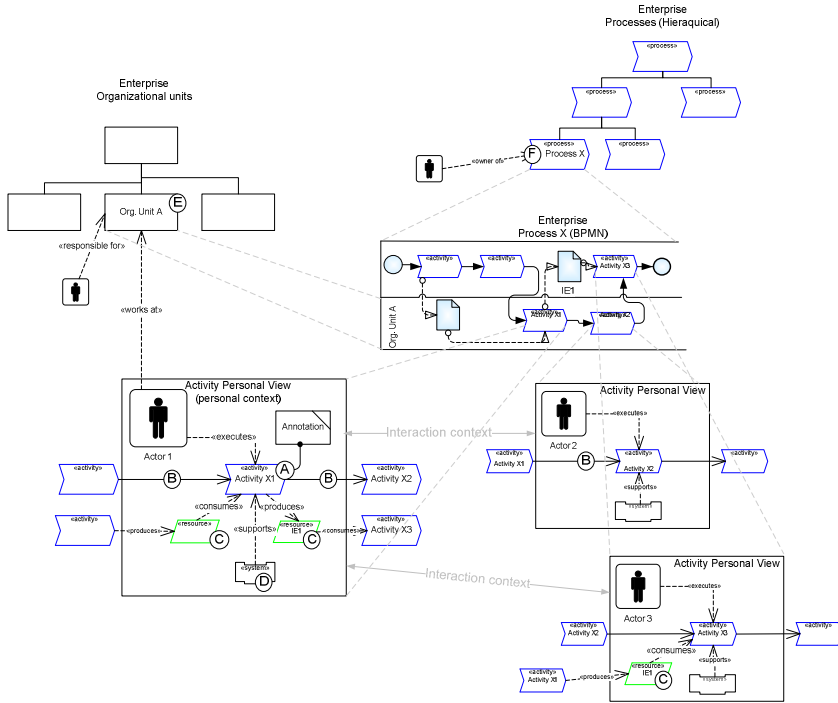 Enterprise
Processes (Hieraquical)
«process»
«process»
«process»
«process»
Process X
«process»
F
«owner of»
Enterprise
Organizational units
Org. Unit A
E
«responsible for»
«works at»
Enterprise
Process X (BPMN)
«activity»
«activity»
IE1
«activity»
Activity X3
Org. Unit A
Activity X1
Activity X2
Activity Personal View
(personal context)
Actor 1
Annotation
«executes»
«activity»
B
«activity»
Activity X1
A
B
«activity»
Activity X2
«consumes»
«produces»
«activity»
«produces»
«resource»
C
«supports»
«resource»
IE1
C
«consumes»
«activity»
Activity X3
«system»
D
Interaction context
Interaction context
Activity Personal View
Actor 2
«executes»
«activity»
Activity X1
B
«activity»
Activity X2
«activity»
«supports»
«system»
Activity Personal View
Actor 3
«executes»
«activity»
Activity X2
«activity»
Activity X3
«activity»
«consumes»
«activity»
Activity X1
«produces»
«resource»
IE1
C
«supports»
«system»